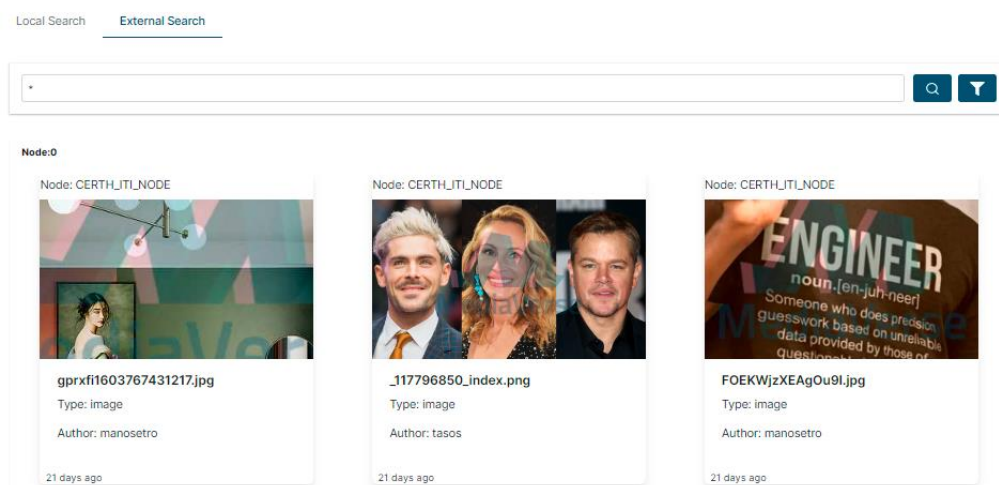 Local Search
External Search
*
Node:0
Node: CERTH_ITI_NODE
Node: CERTH_ITI_NODE
Node: CERTH_ITI_NODE
MediaVerse
ENGINEER
noun.[en-juh-neer]
Someone who does precision
guesswork based on unreliable
data provided by those of
gprxfi1603767431217.jpg
Type: image
Author: manosetro
21 days ago
_117796850_index.png
Type: image
Author: tasos
21 days ago
FOEKWjzXEAgOu9I.jpg
Type: image
Author: manosetro
21 days ago